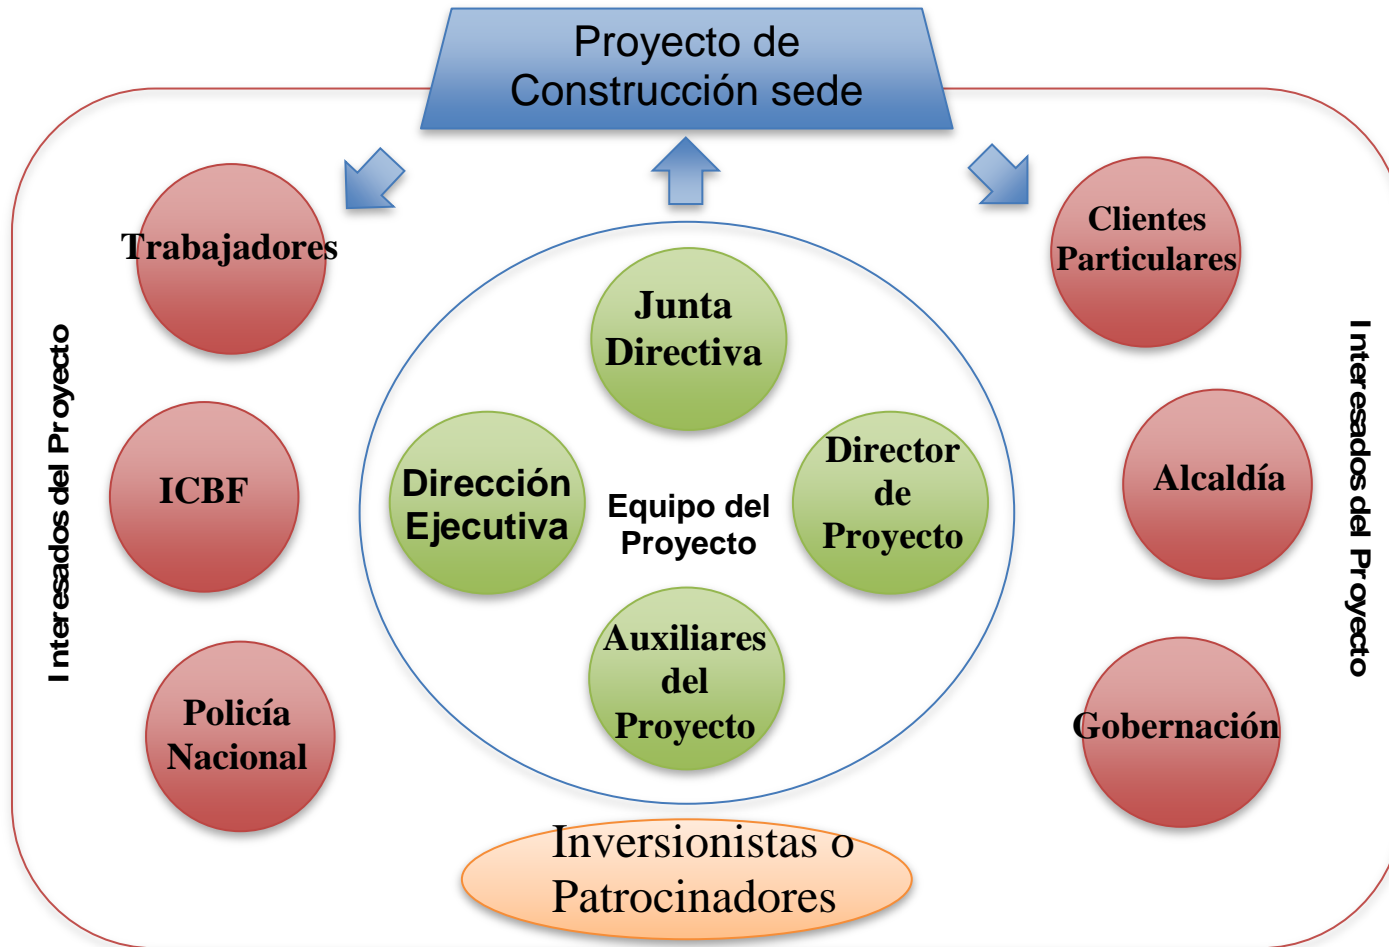 Proyecto de
Construcción sede
Trabajadores
Clientes
Particulares
Junta
Directiva
Interesados del Proyecto
Interesados del Proyecto
ICBF
Dirección
Ejecutiva
Equipo del
Proyecto
Director
de
Proyecto
Alcaldía
Auxiliares
del
Proyecto
Policía
Nacional
Gobernación
Inversionistas o
Patrocinadores